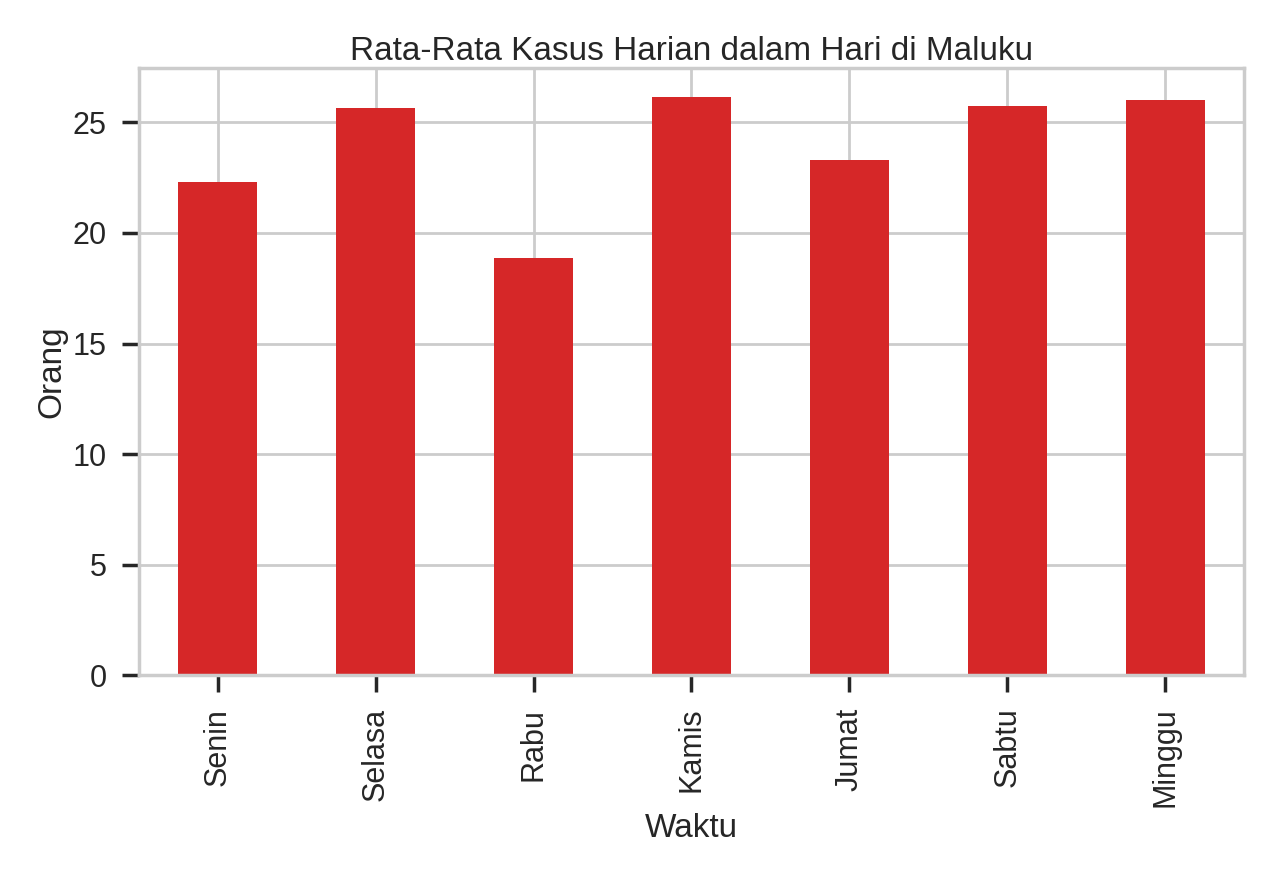 Rata-Rata Kasus Harian dalam Hari di Maluku
Orang
25
20
15
10
5
0
Senin
Selasa
Rabu
Kamis
Jumat
Sabtu
Minggu
Waktu